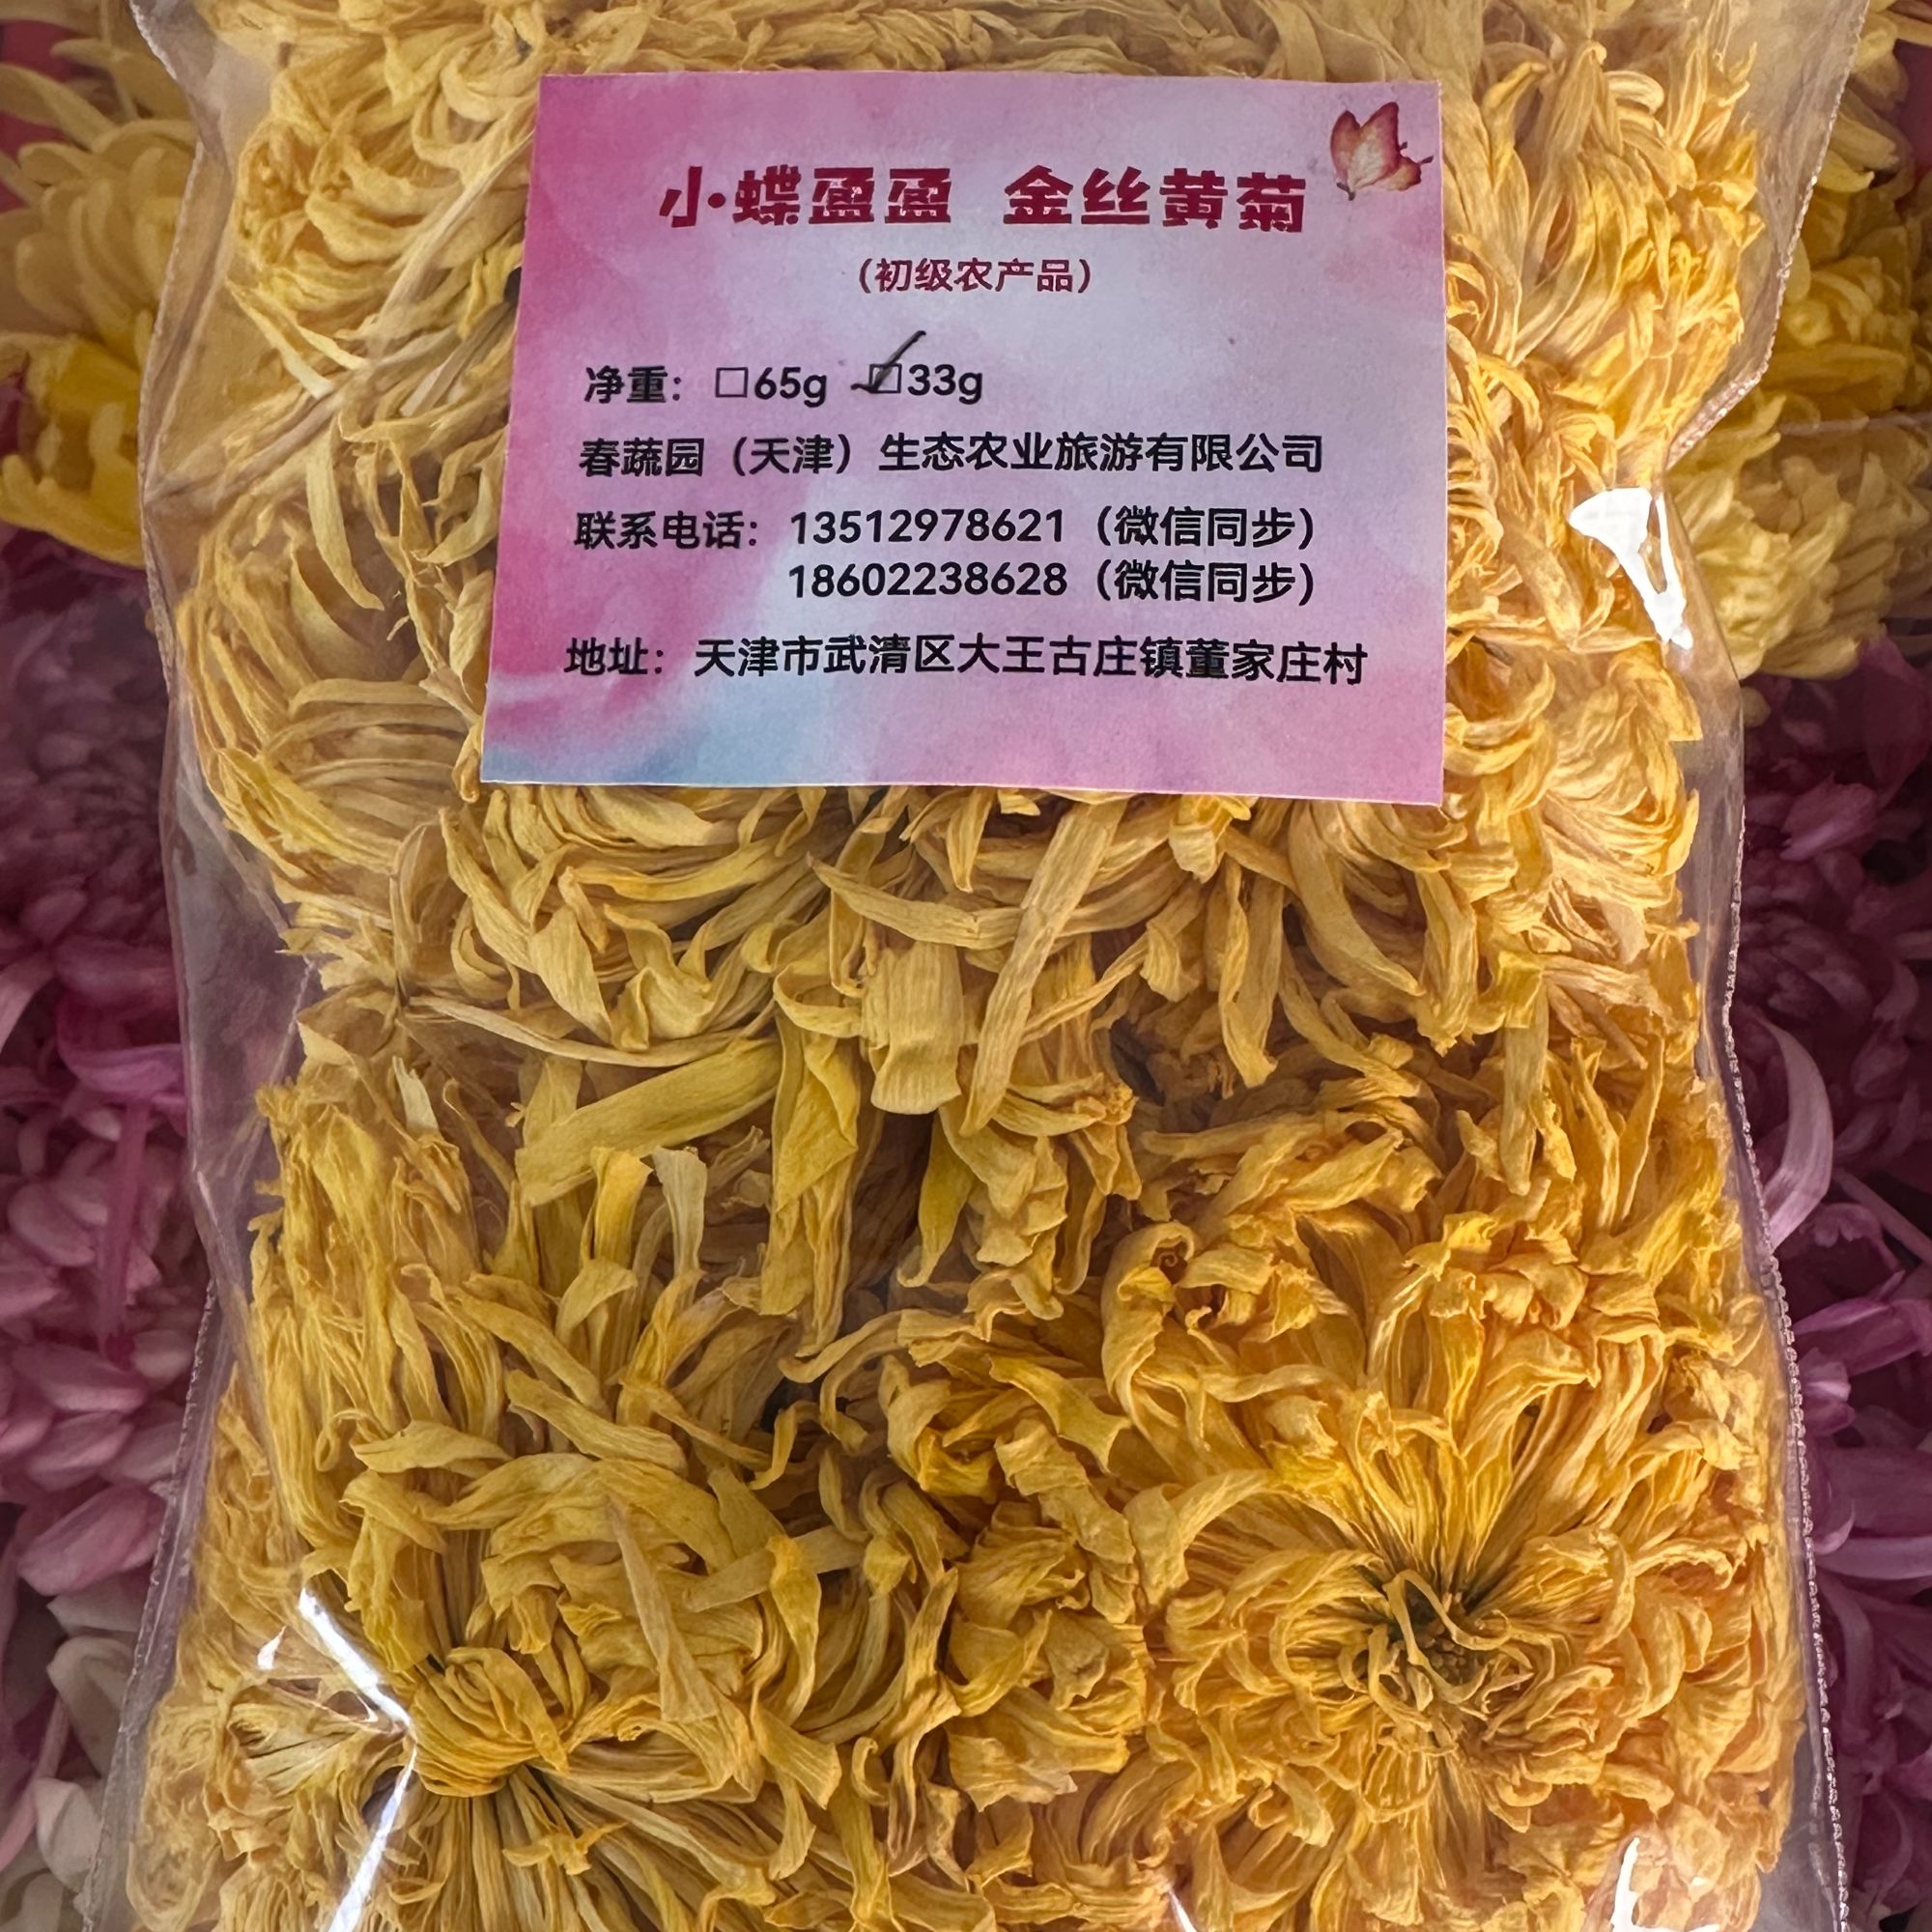 小蝶盈盈 金丝黄菊
（初级农产品）
净重：□65g ☑33g
春蔬园（天津）生态农业旅游有限公司
联系电话：13512978621（微信同步）
18602238628（微信同步）
地址：天津市武清区大王古庄镇董家庄村